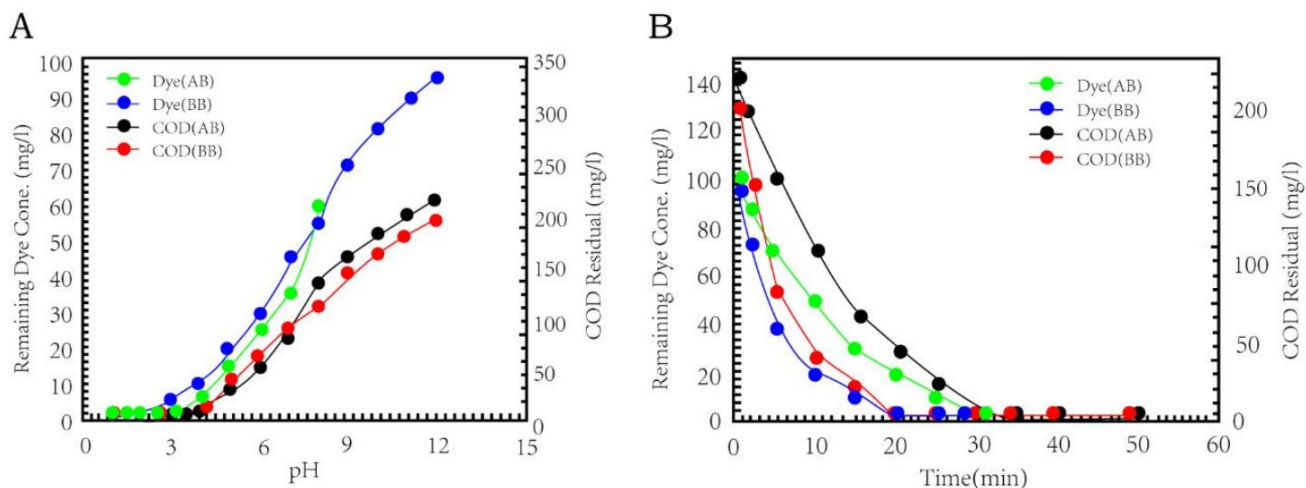 A
Remaining Dye Cone. (mg/l)
100
90
80
70
60
50
40
30
20
10
0
Dye(AB)
Dye(BB)
COD(AB)
COD(BB)
350
300
250
200
150
100
50
0
COD Residual (mg/l)
0 3 6 9 12 15
pH
B
Remaining Dye Cone. (mg/l)
140
120
100
80
60
40
20
0
Dye(AB)
Dye(BB)
COD(AB)
COD(BB)
200
150
100
50
0
COD Residual (mg/l)
0 10 20 30 40 50 60
Time(min)